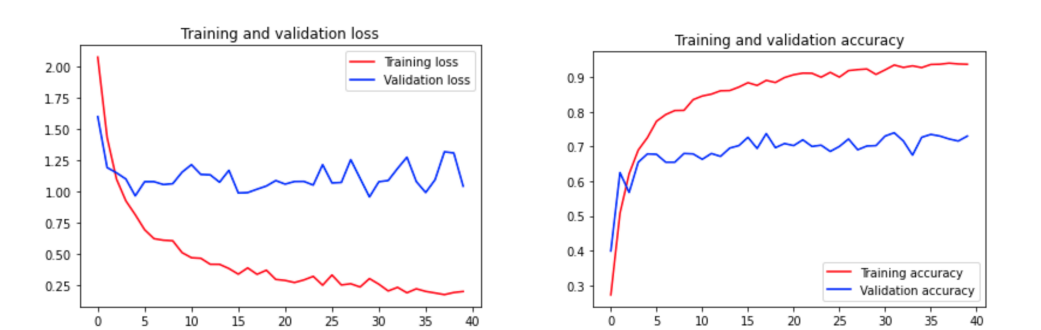 Training and validation loss
2.00
1.75
1.50
1.25
1.00
0.75
0.50
0.25
0 5 10 15 20 25 30 35 40
Training loss
Validation loss
Training and validation accuracy
0.9
0.8
0.7
0.6
0.5
0.4
0.3
0 5 10 15 20 25 30 35 40
Training accuracy
Validation accuracy